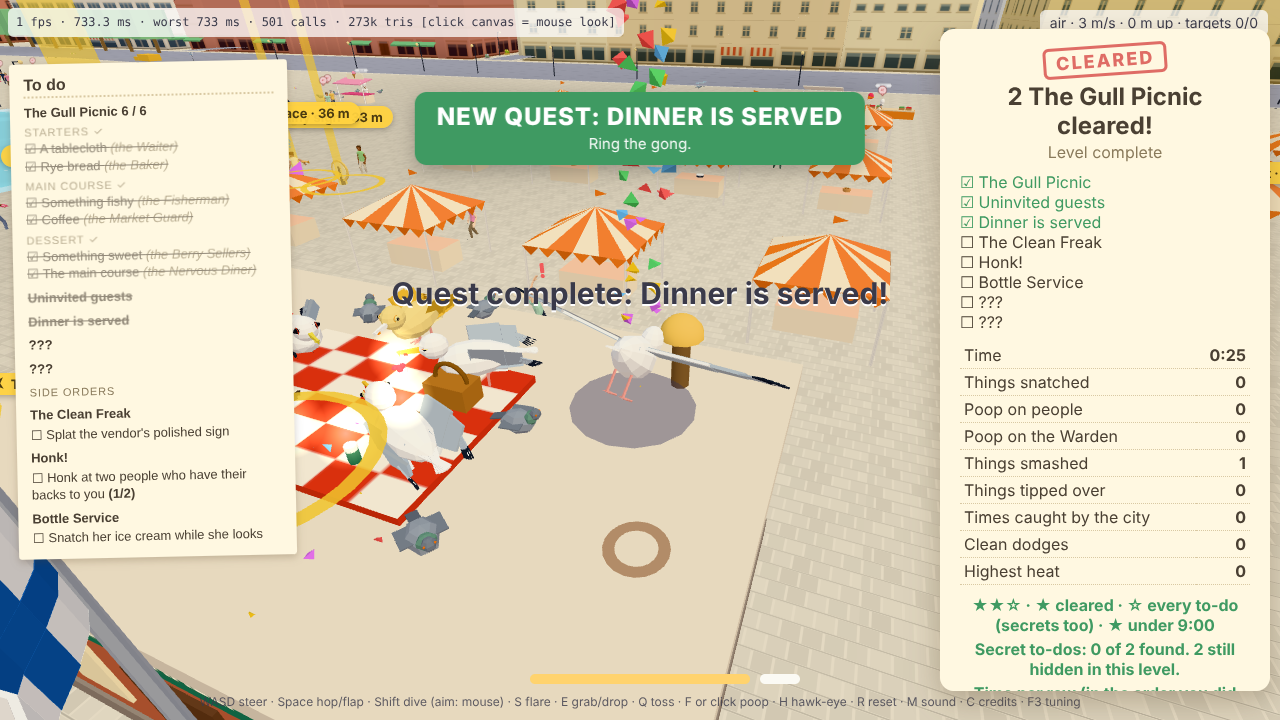 1 fps · 733.3 ms · worst 733 ms · 501 calls · 273k tris [click canvas = mouse look]
air · 3 m/s · 0 m up · targets 0/0
To do
The Gull Picnic 6 / 6
STARTERS ✓
☑ A tablecloth (the Waiter)
☑ Rye bread (the Baker)
MAIN COURSE ✓
☑ Something fishy (the Fisherman)
☑ Coffee (the Market Guard)
DESSERT ✓
☑ Something sweet (the Berry Sellers)
☑ The main course (the Nervous Diner)
Uninvited guests
Dinner is served
???
???
SIDE ORDERS
The Clean Freak
☐ Splat the vendor's polished sign
Honk!
☐ Honk at two people who have their
backs to you (1/2)
Bottle Service
☐ Snatch her ice cream while she looks
36 m
3 m
NEW QUEST: DINNER IS SERVED
Ring the gong.
Quest complete: Dinner is served!
CLEARED
2 The Gull Picnic
cleared!
Level complete
☑ The Gull Picnic
☑ Uninvited guests
☑ Dinner is served
☐ The Clean Freak
☐ Honk!
☐ Bottle Service
☐ ???
☐ ???
Time 0:25
Things snatched 0
Poop on people 0
Poop on the Warden 0
Things smashed 1
Things tipped over 0
Times caught by the city 0
Clean dodges 0
Highest heat 0
★★☆ · ★ cleared · ☆ every to-do
(secrets too) · ★ under 9:00
Secret to-dos: 0 of 2 found. 2 still
hidden in this level.
WASD steer · Space hop/flap · Shift dive (aim: mouse) · S flare · E grab/drop · Q toss · F or click poop · H hawk-eye · R reset · M sound · C credits · F3 tuning